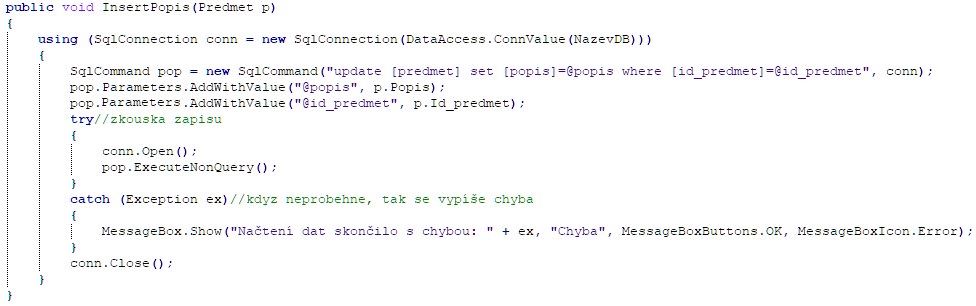 public void InsertPopis(Predmet p)
{
    using (SqlConnection conn = new SqlConnection(DataAccess.ConnValue(NazevDB)))
    {
        SqlCommand pop = new SqlCommand("update [predmet] set [popis]=@popis where [id_predmet]=@id_predmet", conn);
        pop.Parameters.AddWithValue("@popis", p.Popis);
        pop.Parameters.AddWithValue("@id_predmet", p.Id_predmet);
        try//zkouska zapisu
        {
            conn.Open();
            pop.ExecuteNonQuery();
        }
        catch (Exception ex)//kdyz neprobehne, tak se vypíše chyba
        {
            MessageBox.Show("Načtení dat skončilo s chybou: " + ex, "Chyba", MessageBoxButtons.OK, MessageBoxIcon.Error);
        }
        conn.Close();
    }
}